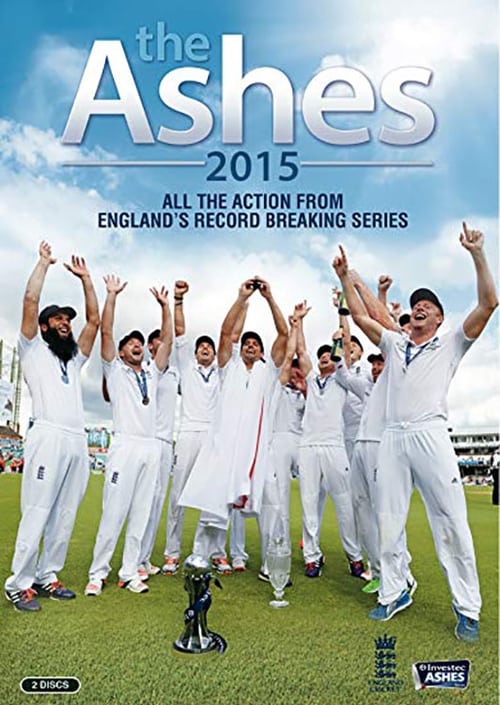 the
Ashes
2015
ALL THE ACTION FROM
ENGLAND'S RECORD BREAKING SERIES
2 DISCS
ENGLAND
CRICKET
Investec
ASHES